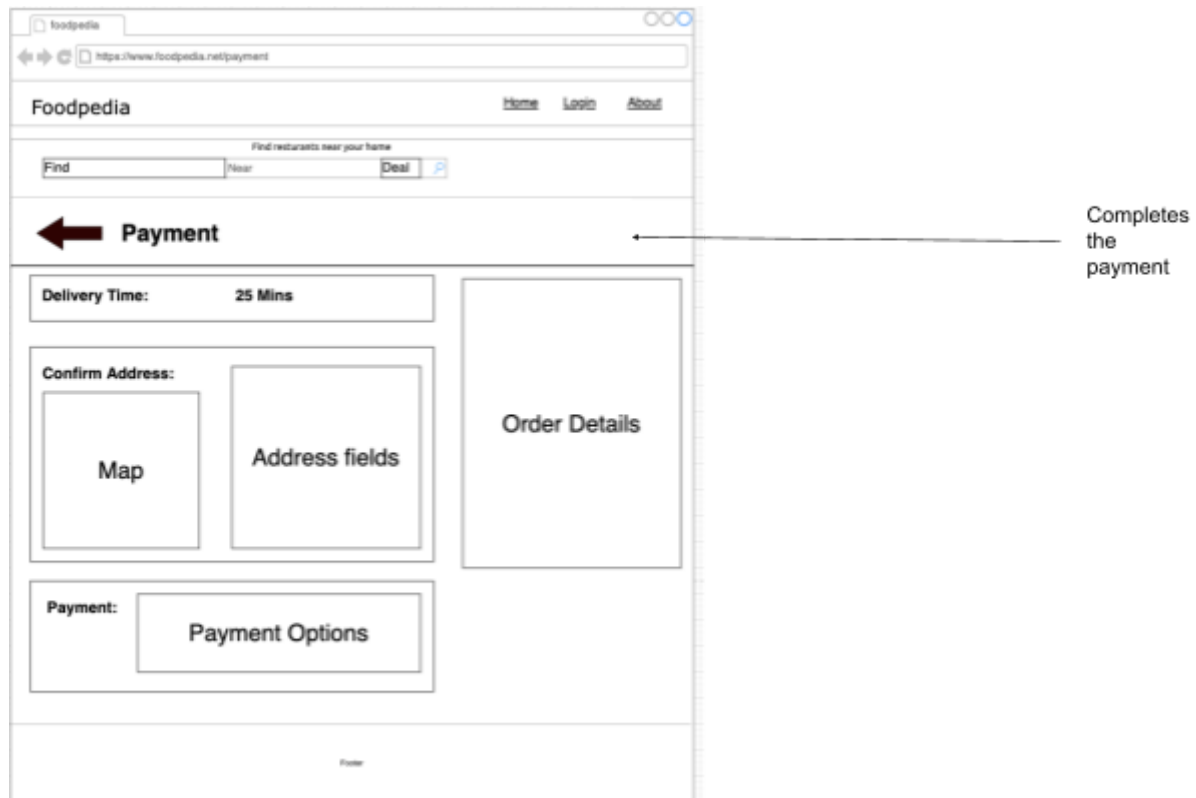 foodpedia
https://www.foodpedia.net/payment
Foodpedia
Home Login About
Find resturants near your home
Find Near Deal
Payment
Completes
the
payment
Delivery Time: 25 Mins
Confirm Address:
Map
Address fields
Order Details
Payment:
Payment Options
Footer